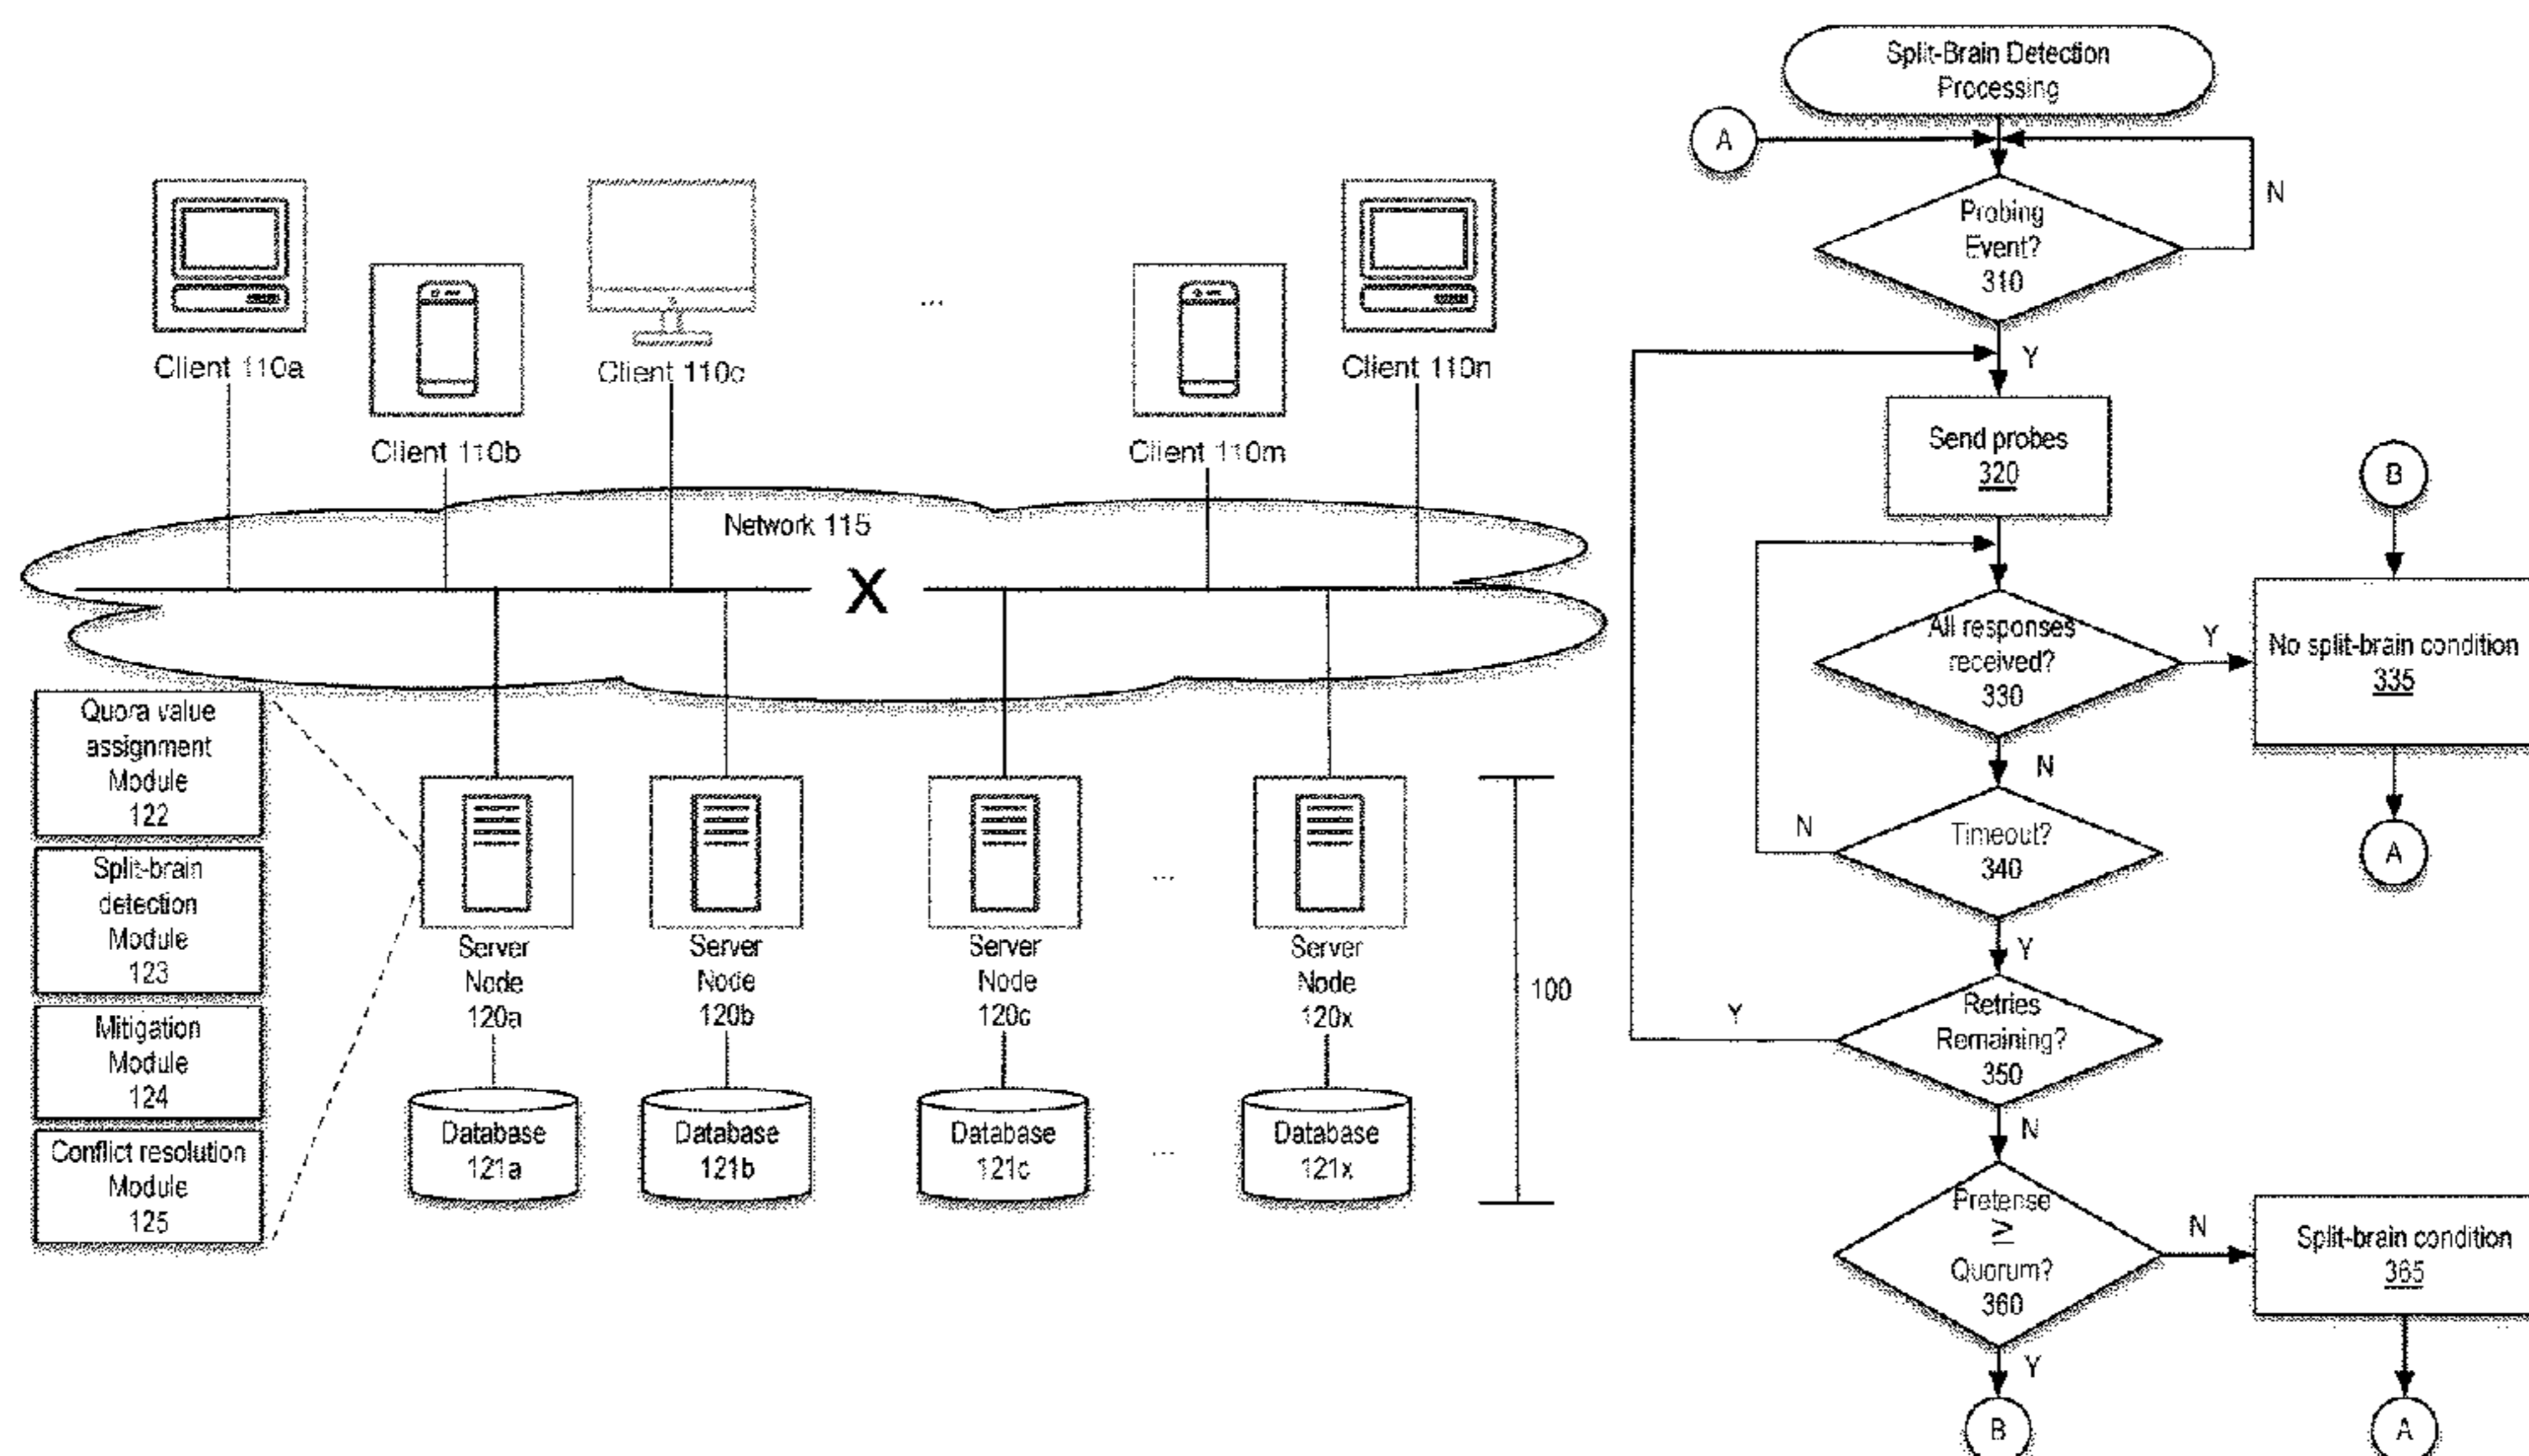 Client 110a
Client 110b
Client 110c
...
Client 110m
Client 110n
Network 115
X
Quora value
assignment
Module
122
Split-brain
detection
Module
123
Mitigation
Module
124
Conflict resolution
Module
125
Server
Node
120a
Server
Node
120b
Server
Node
120c
...
Server
Node
120x
Database
121a
Database
121b
Database
121c
...
Database
121x
100
Split-Brain Detection
Processing
A
Probing
Event?
310
N
Y
Send probes
320
All responses
received?
330
Y
N
B
No split-brain condition
335
A
Timeout?
340
N
Y
Retries
Remaining?
350
Y
N
Pretense
≥
Quorum?
360
N
Y
Split-brain condition
365
B
A